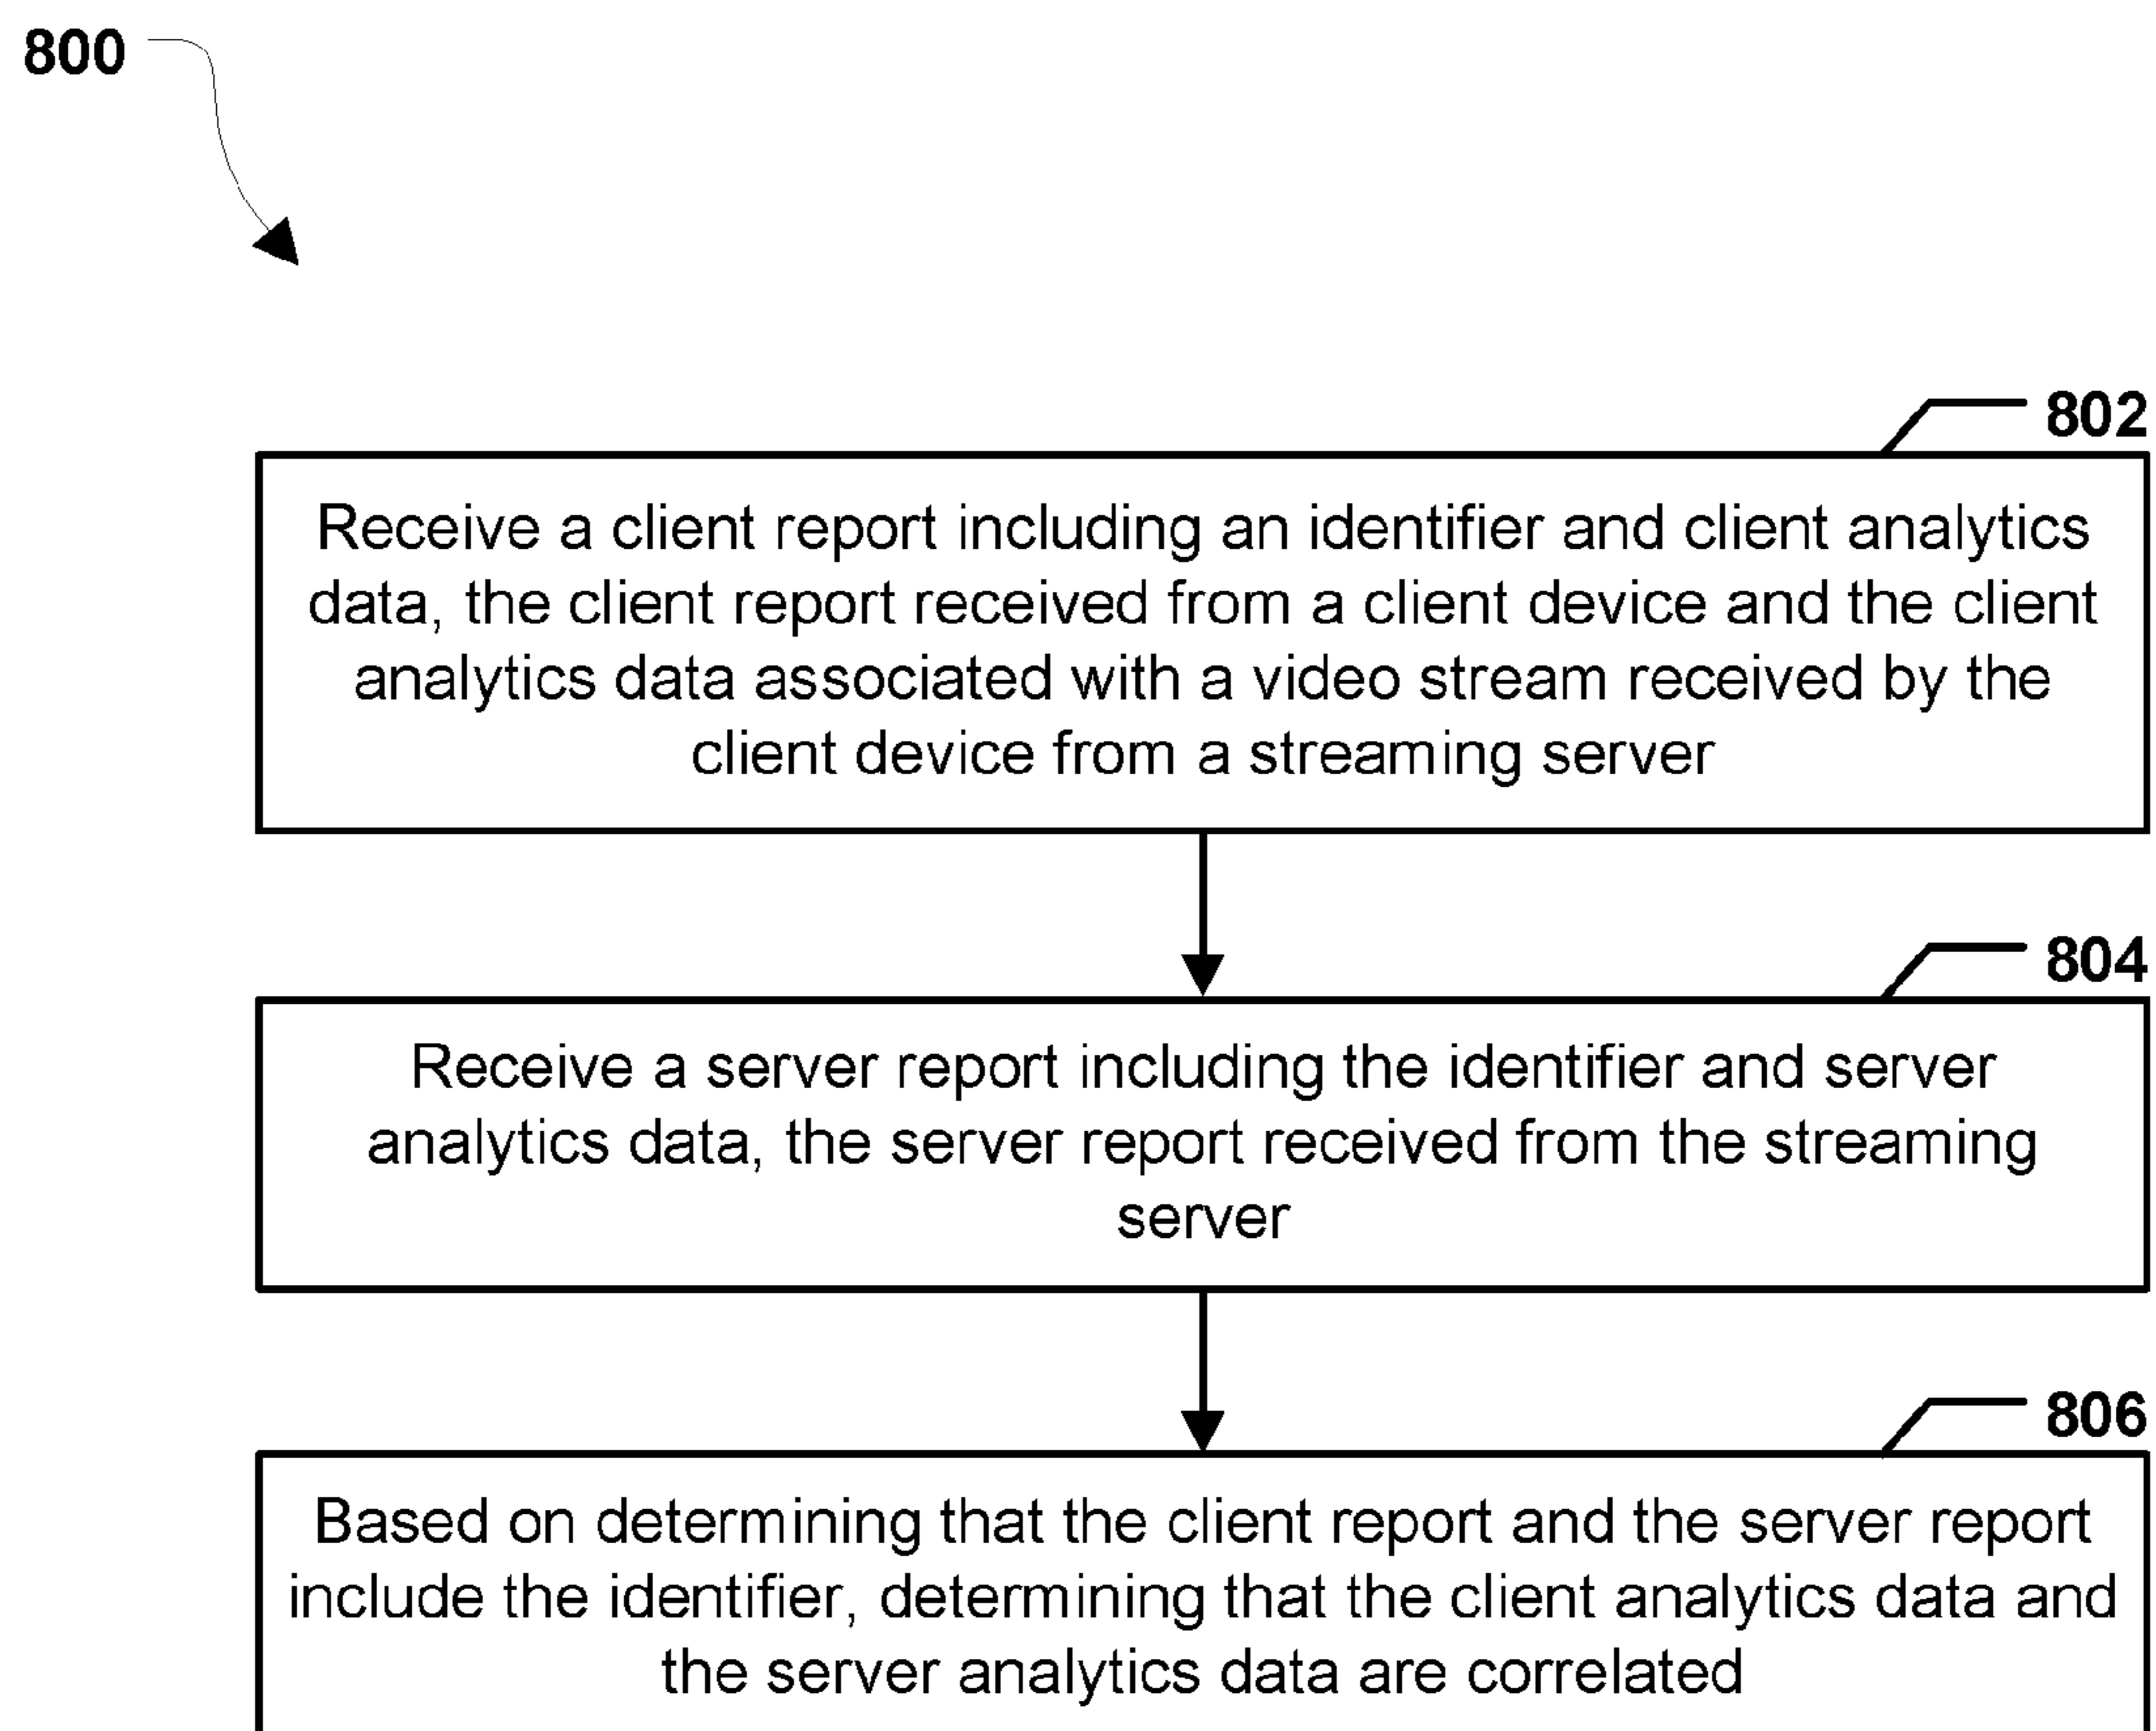 800
802
Receive a client report including an identifier and client analytics
data, the client report received from a client device and the client
analytics data associated with a video stream received by the
client device from a streaming server
804
Receive a server report including the identifier and server
analytics data, the server report received from the streaming
server
806
Based on determining that the client report and the server report
include the identifier, determining that the client analytics data and
the server analytics data are correlated